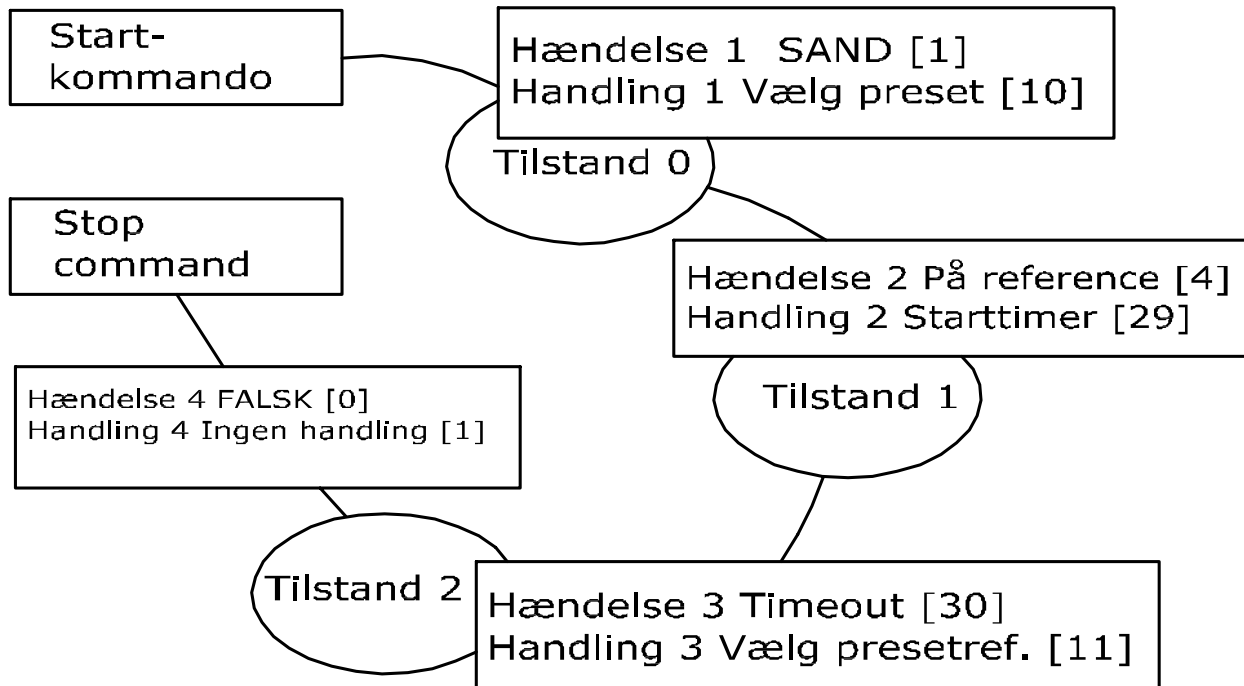 Start-
kommando
Hændelse 1 SAND [1]
Handling 1 Vælg preset [10]
Tilstand 0
Stop
command
Hændelse 2 På reference [4]
Handling 2 Starttimer [29]
Tilstand 1
Hændelse 4 FALSK [0]
Handling 4 Ingen handling [1]
Tilstand 2
Hændelse 3 Timeout [30]
Handling 3 Vælg presetref. [11]